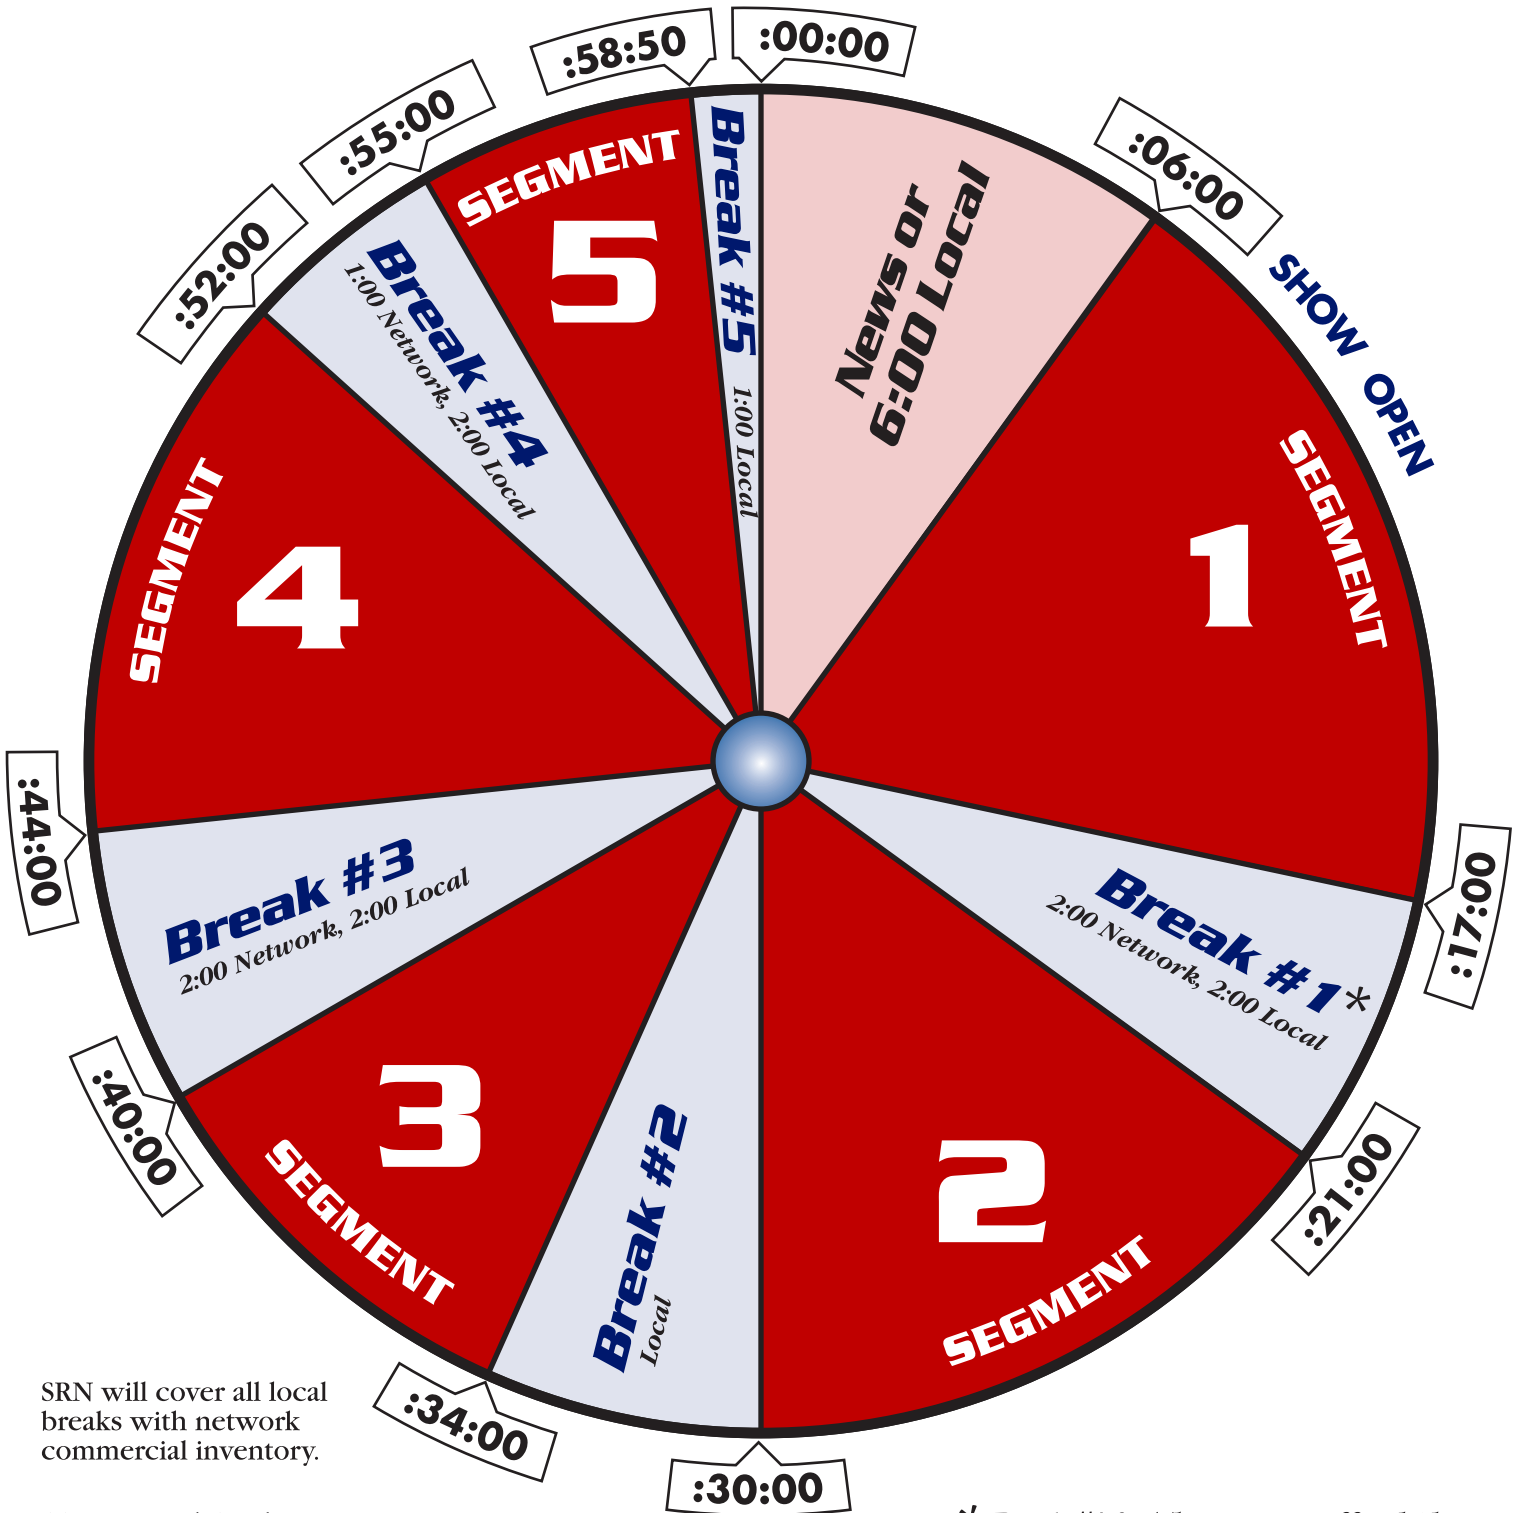 :00:00
News or
6:00 Local
:06:00
SHOW OPEN
SEGMENT
1
:17:00
Break #1*
2:00 Network, 2:00 Local
:21:00
2
SEGMENT
:30:00
Break #2
Local
:34:00
3
SEGMENT
:40:00
Break #3
2:00 Network, 2:00 Local
:44:00
SEGMENT
4
:52:00
Break #4
1:00 Network, 2:00 Local
:55:00
SEGMENT
5
:58:50
Break #5
1:00 Local
SRN will cover all local
breaks with network
commercial inventory.